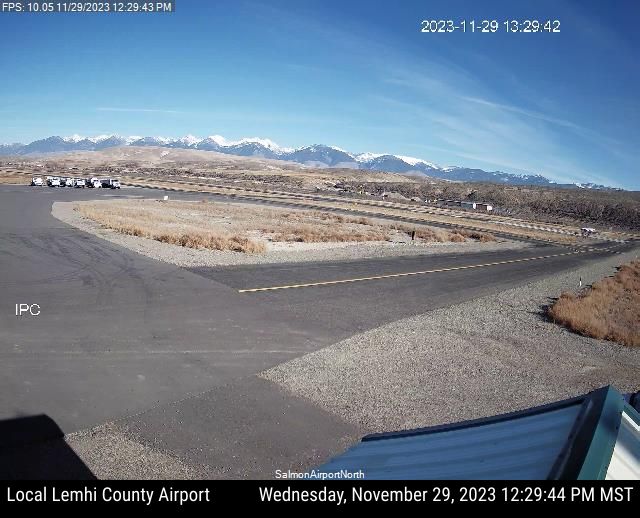 FPS: 10.05 11/29/2023 12:29:43 PM
2023-11-29 13:29:42
IPC
SalmonAirportNorth
Local Lemhi County Airport Wednesday, November 29, 2023 12:29:44 PM MST